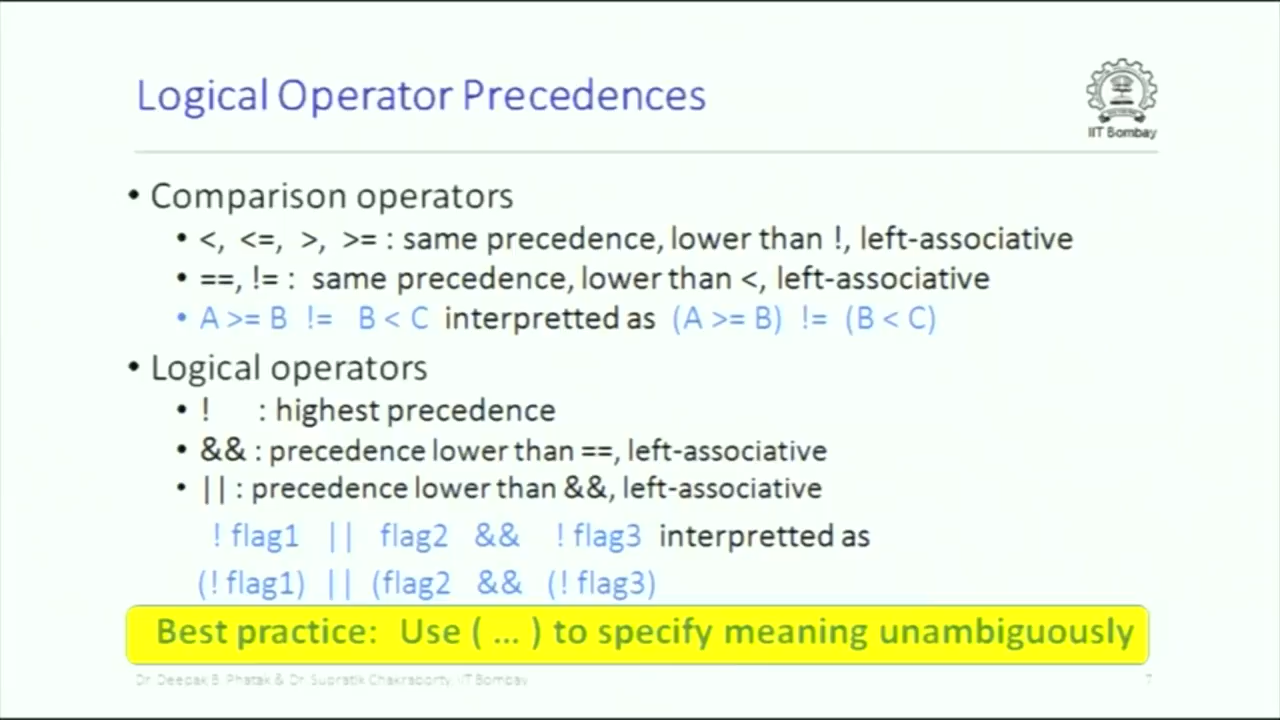 Logical Operator Precedences
IIT Bombay
• Comparison operators
• <, <=, >, >= : same precedence, lower than !, left-associative
• ==, != : same precedence, lower than <, left-associative
• A >= B != B < C interpretted as (A >= B) != (B < C)
• Logical operators
• ! : highest precedence
• && : precedence lower than ==, left-associative
• || : precedence lower than &&, left-associative
! flag1 || flag2 && ! flag3 interpretted as
(! flag1) || (flag2 && (! flag3)
Best practice: Use ( ... ) to specify meaning unambiguously
Dr. Deepak B. Phatak & Dr. Supratik Chakraborty, IIT Bombay
7